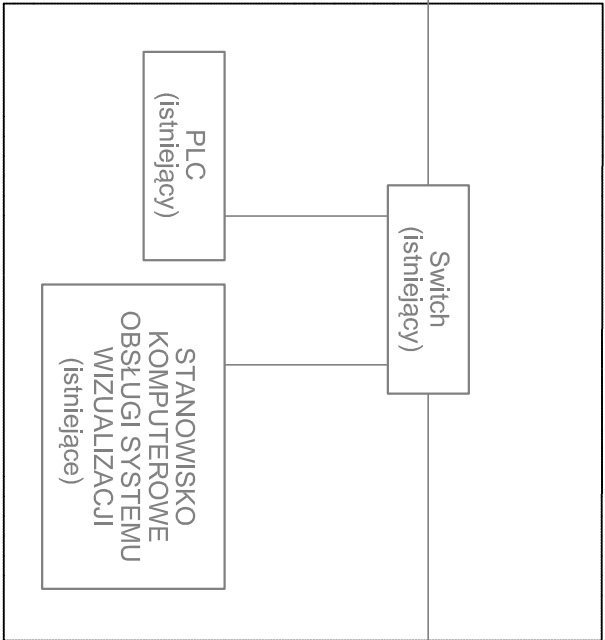 Switch
(istniejący)
PLC
(istniejący)
STANOWISKO
KOMPUTEROWE
OBSŁUGI SYSTEMU
WIZUALIZACJI
(istniejące)